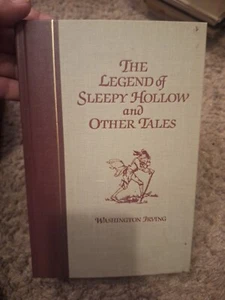 THE
LEGEND of
SLEEPY HOLLOW
and
OTHER TALES
WASHINGTON IRVING